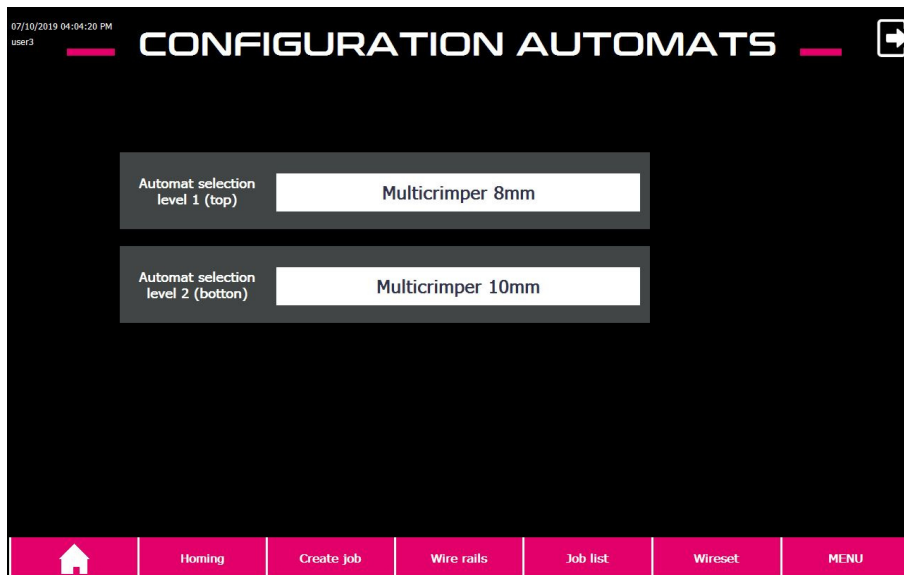 07/10/2019 04:04:20 PM
user3
CONFIGURATION AUTOMATS
Automat selection
level 1 (top)
Multicrimper 8mm
Automat selection
level 2 (botton)
Multicrimper 10mm
Homing
Create job
Wire rails
Job list
Wireset
MENU